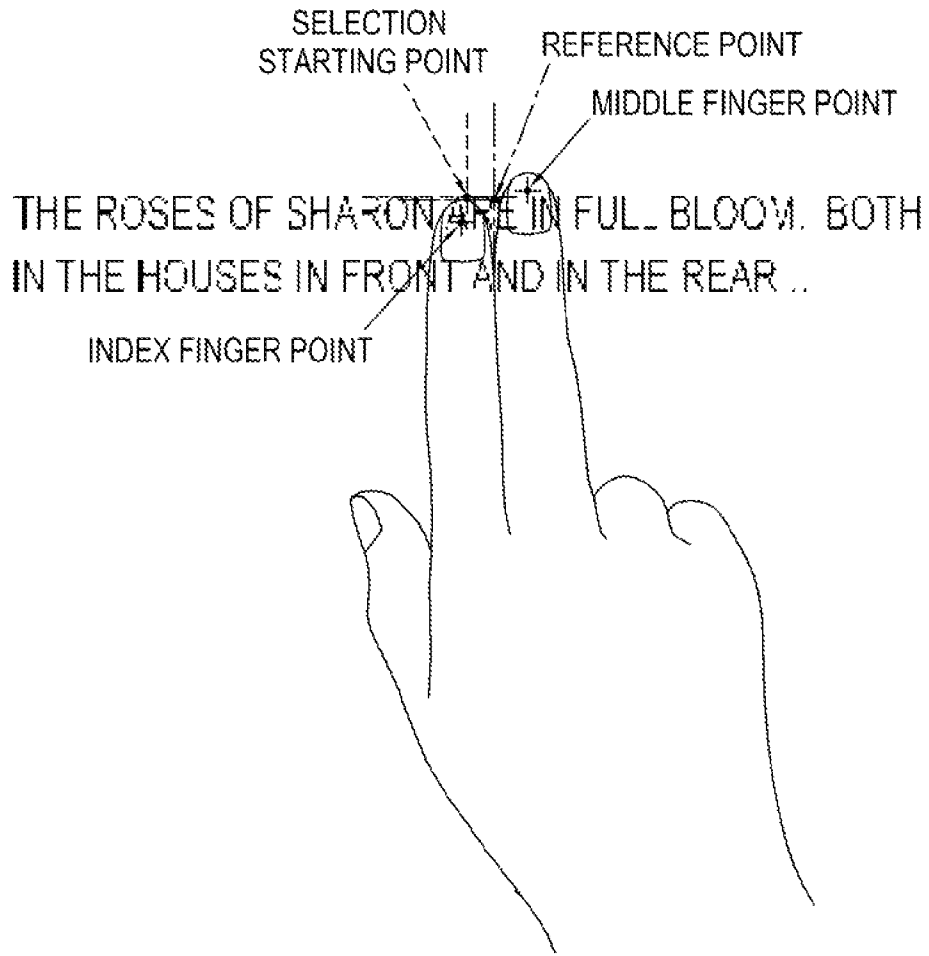 SELECTION
STARTING POINT
REFERENCE POINT
MIDDLE FINGER POINT
THE ROSES OF SHARON ARE IN FULL BLOOM. BOTH
IN THE HOUSES IN FRONT AND IN THE REAR ..
INDEX FINGER POINT